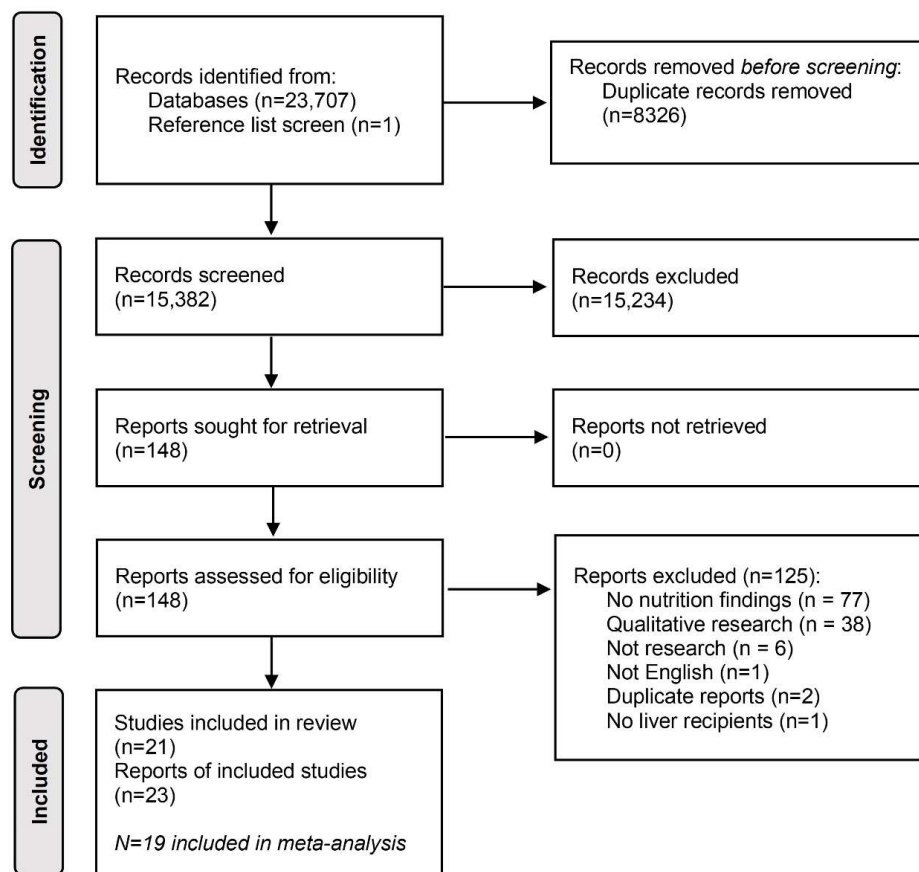 Identification
Records identified from:
Databases (n=23,707)
Reference list screen (n=1)
Records removed before screening:
Duplicate records removed
(n=8326)
Screening
Records screened
(n=15,382)
Records excluded
(n=15,234)
Reports sought for retrieval
(n=148)
Reports not retrieved
(n=0)
Reports assessed for eligibility
(n=148)
Reports excluded (n=125):
No nutrition findings (n = 77)
Qualitative research (n = 38)
Not research (n = 6)
Not English (n=1)
Duplicate reports (n=2)
No liver recipients (n=1)
Included
Studies included in review
(n=21)
Reports of included studies
(n=23)
N=19 included in meta-analysis